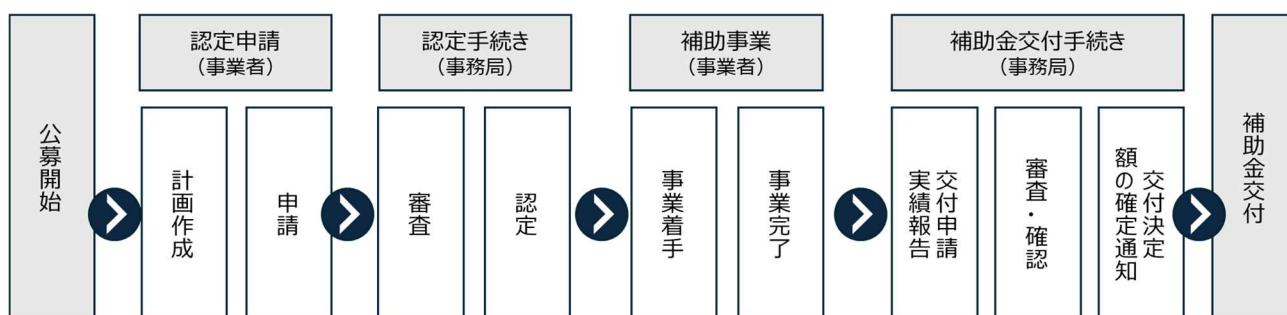 公募開始
認定申請
（事業者）
計画作成
申請
認定手続き
（事務局）
審査
認定
補助事業
（事業者）
事業着手
事業完了
補助金交付手続き
（事務局）
交付申請
実績報告
審査・確認
交付決定
額の確定通知
補助金交付